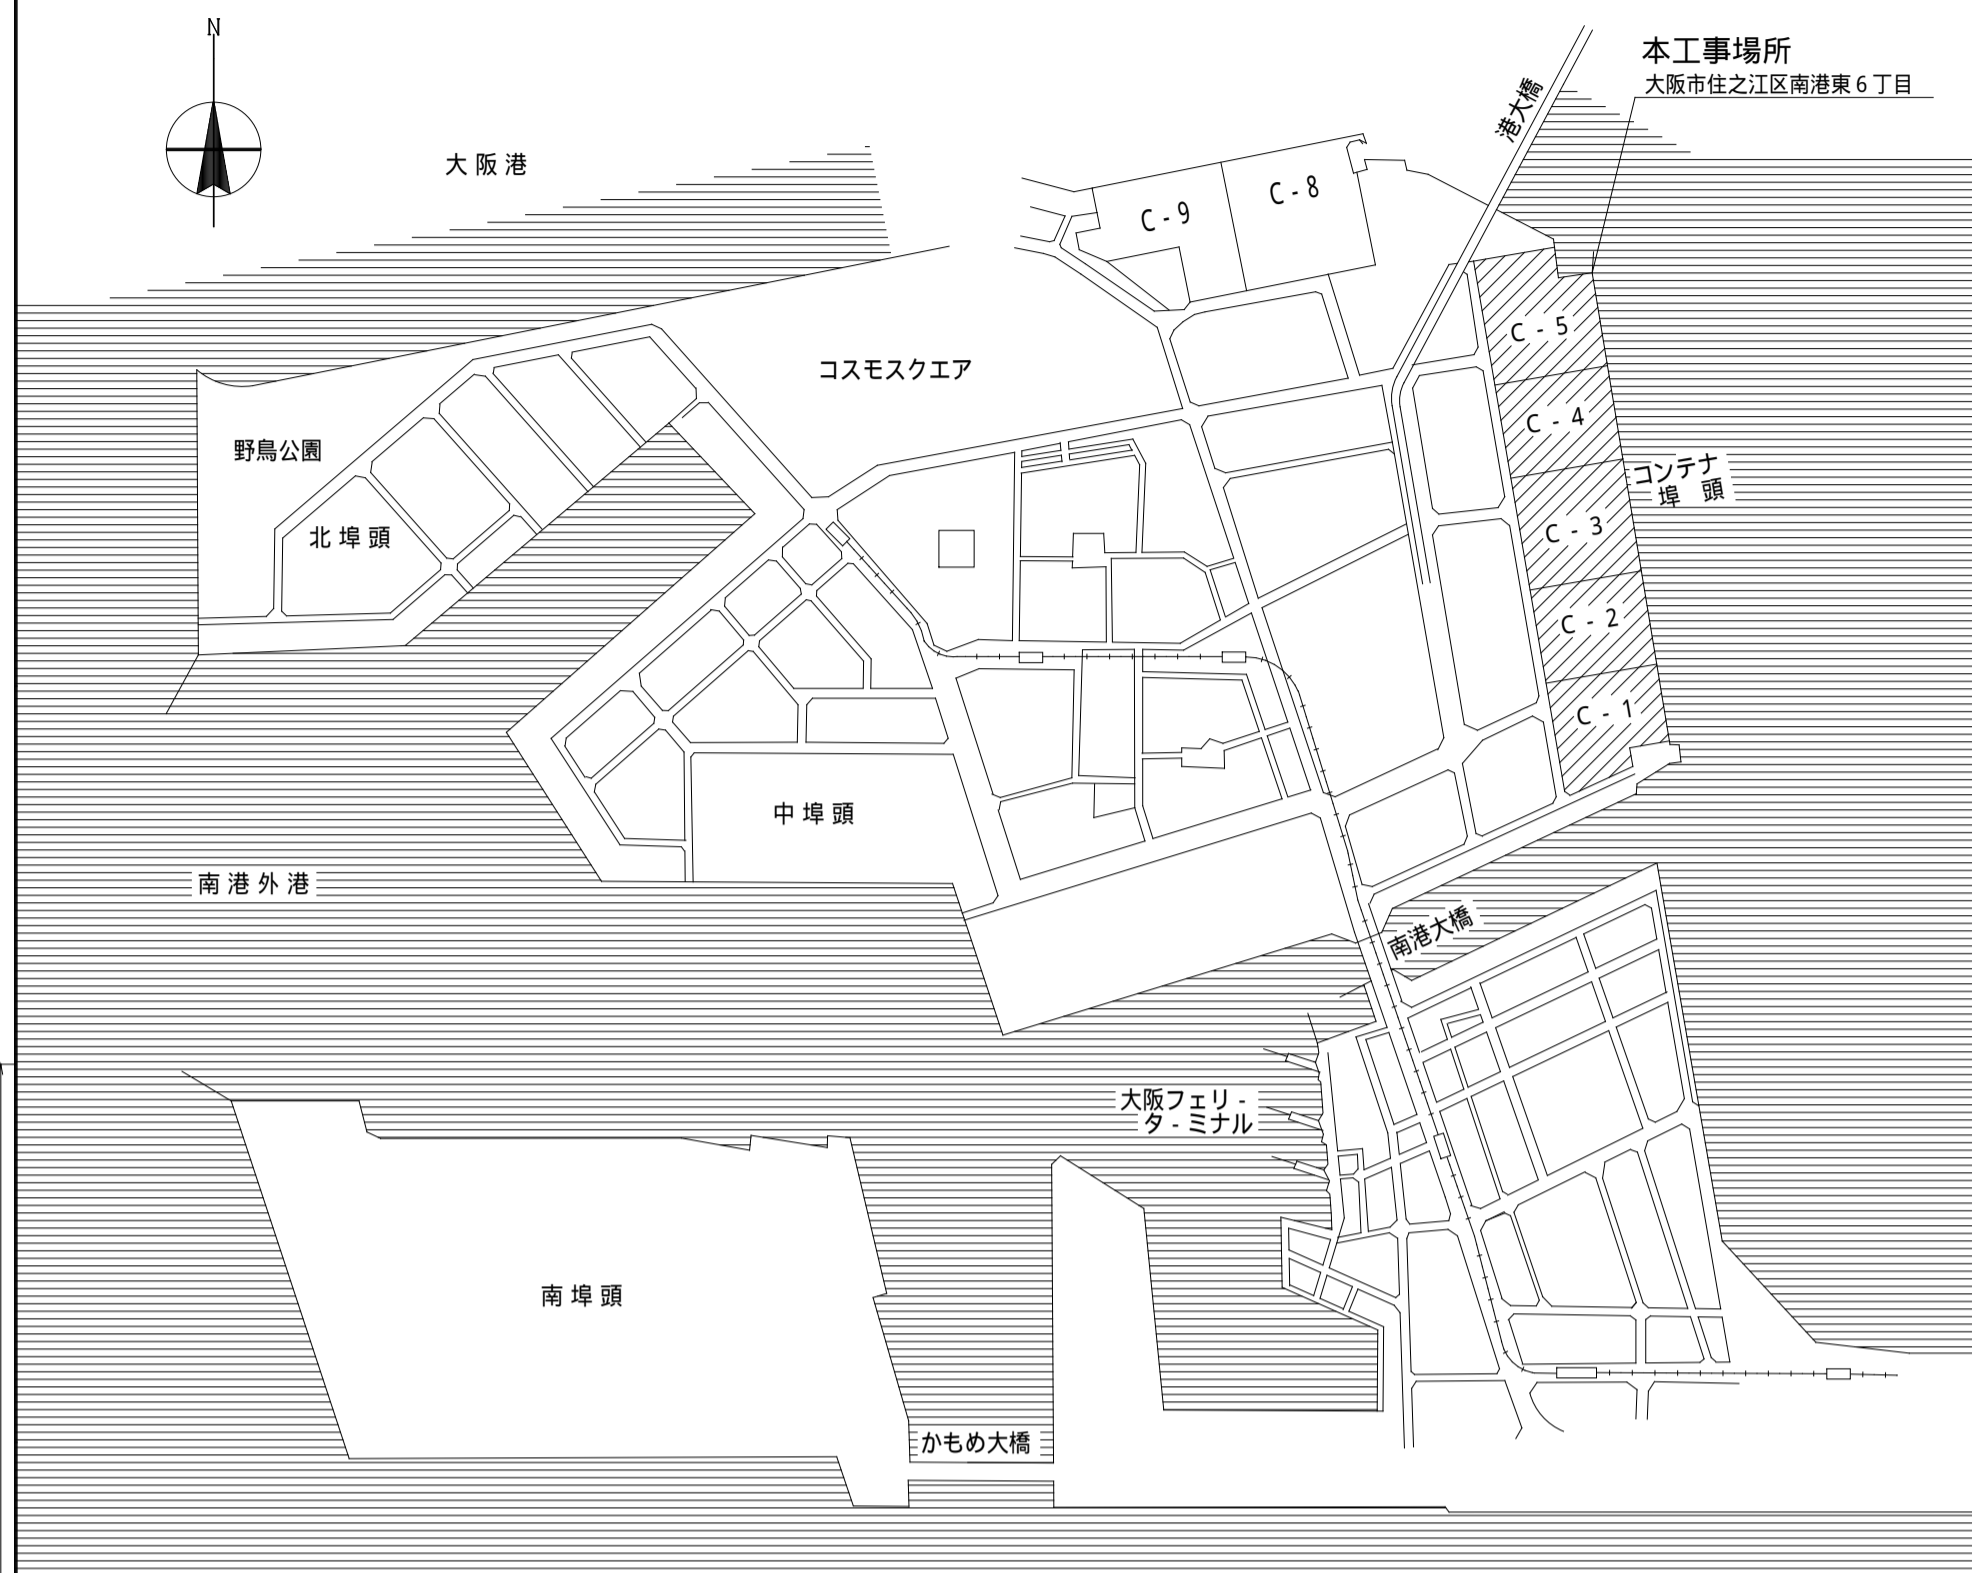 N
本工事場所
大阪市住之江区南港東6丁目
港大橋
大阪港
C - 9
C - 8
C - 5
コスモスクエア
C - 4
野鳥公園
コンテナ
埠 頭
北埠頭
C - 3
C - 2
C - 1
中埠頭
南港外港
南港大橋
大阪フェリ-
タ-ミナル
南埠頭
かもめ大橋